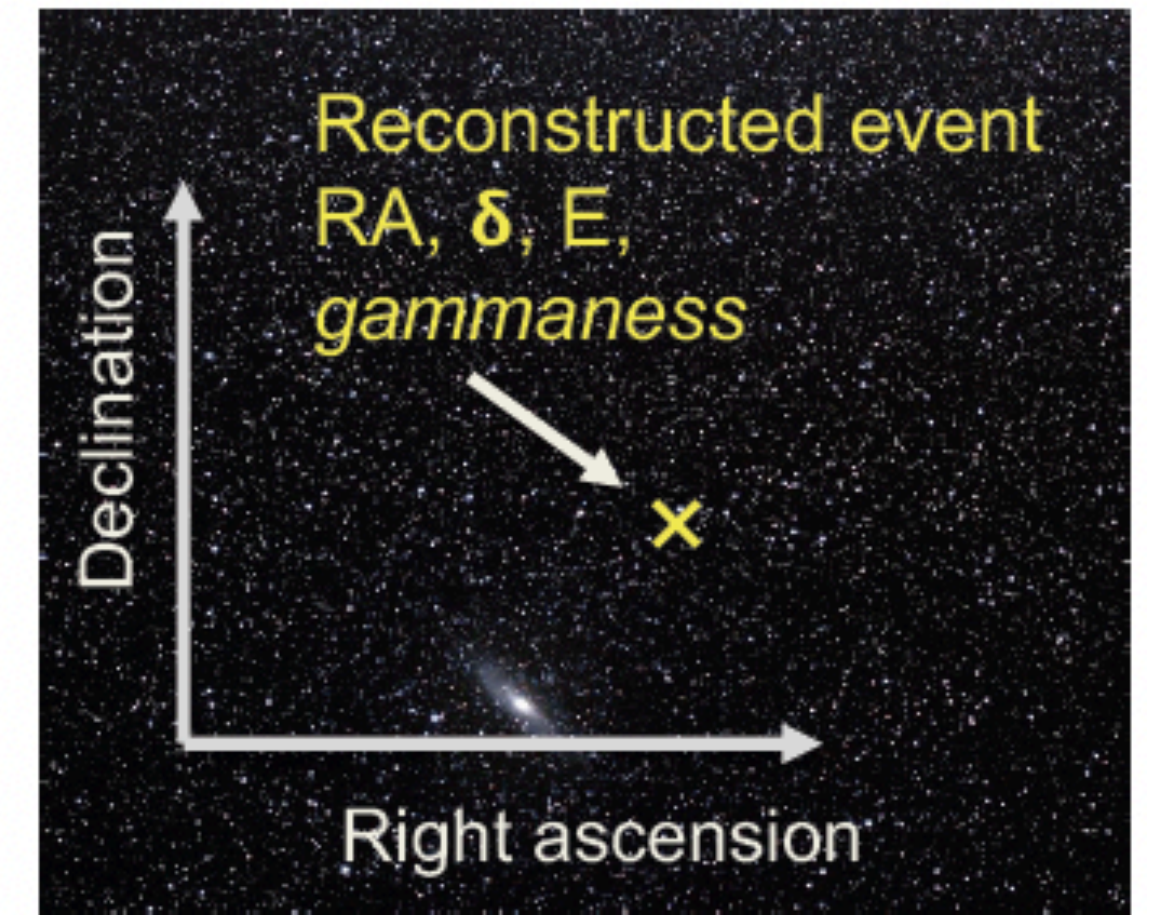 Reconstructed event
RA, δ, E,
gammaness
Declination
Right ascension